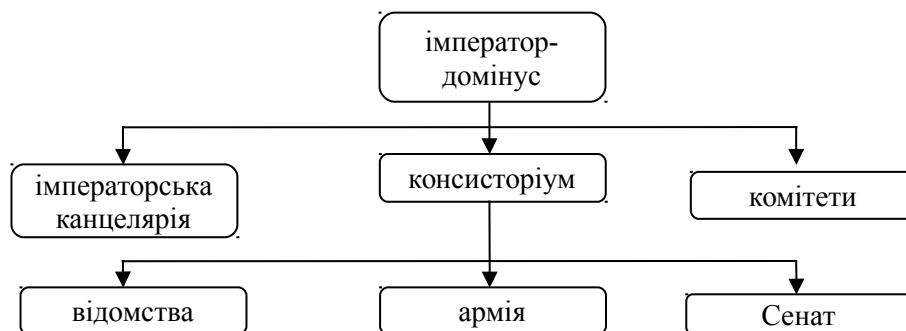 імператор-
домінус
імператорська
канцелярія
консисторіум
комітети
відомства
армія
Сенат